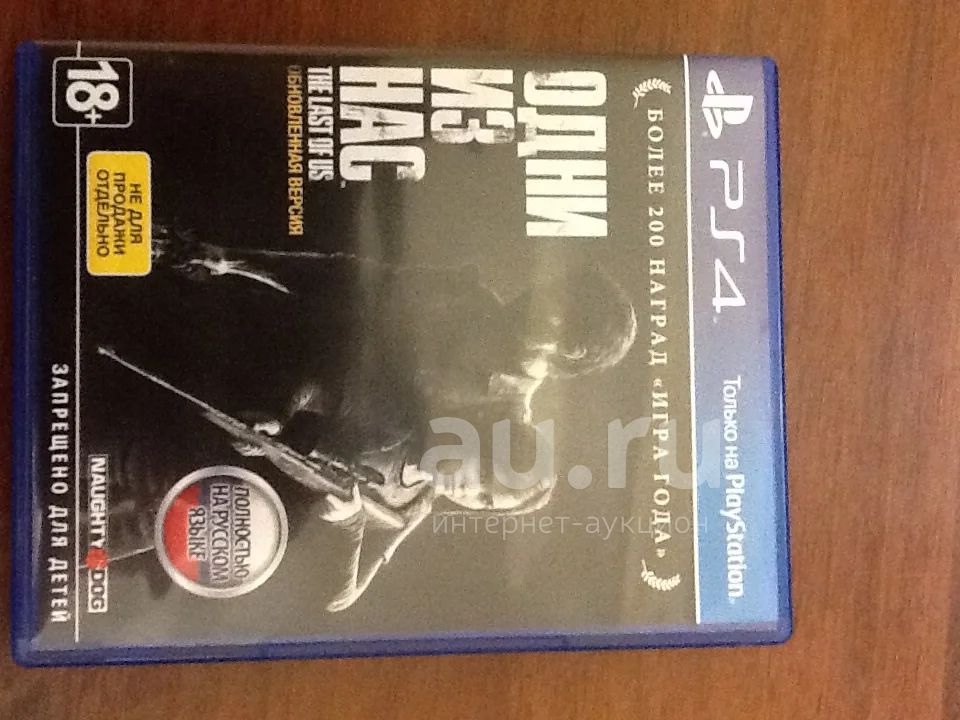 PS4
Только на PlayStation®
БОЛЕЕ 200 НАГРАД «ИГРА ГОДА»
ОДНИ
ИЗ
НАС™
THE LAST OF US
ОБНОВЛЕННАЯ ВЕРСИЯ
НЕ ДЛЯ
ПРОДАЖИ
ОТДЕЛЬНО
ПОЛНОСТЬЮ
НА РУССКОМ
ЯЗЫКЕ
18+
ЗАПРЕЩЕНО ДЛЯ ДЕТЕЙ
NAUGHTY DOG
au.ru
интернет-аукцион